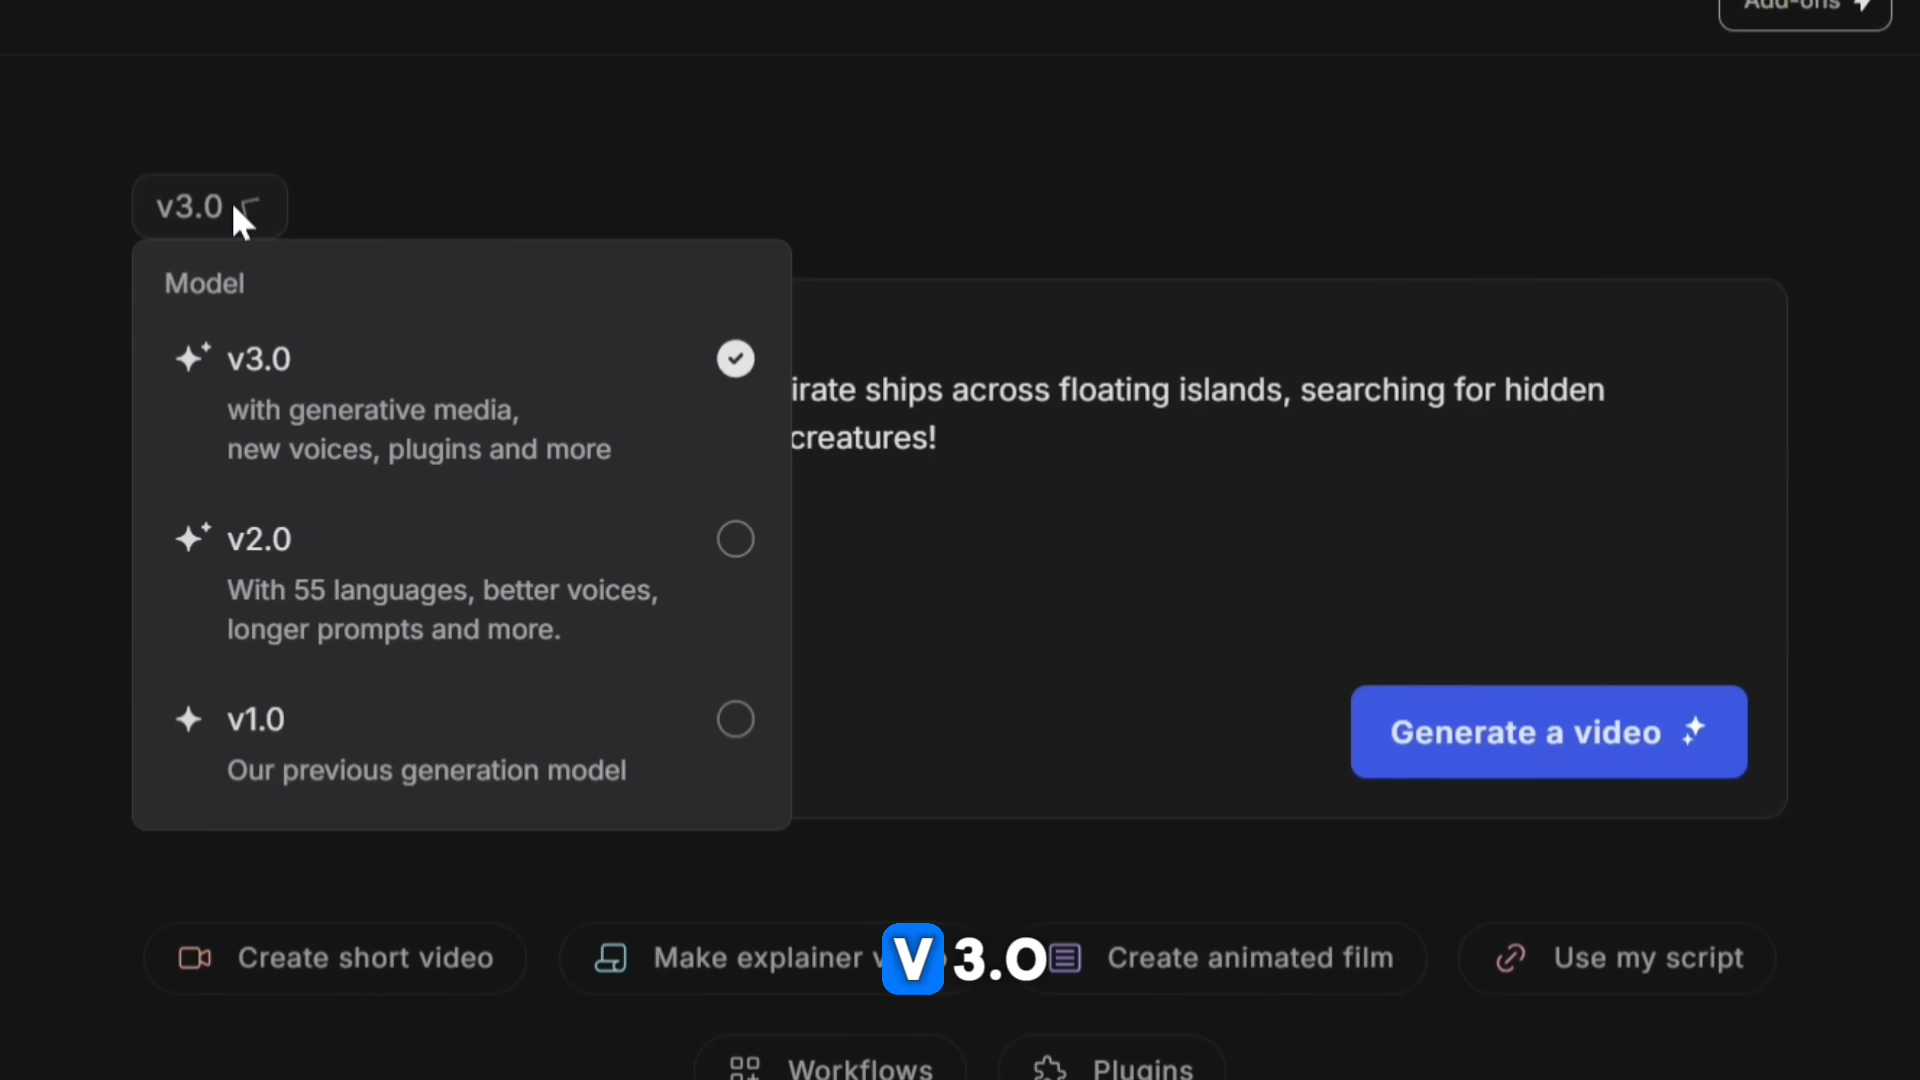 Add-ons
v3.0
Model
v3.0
with generative media,
new voices, plugins and more
irate ships across floating islands, searching for hidden
creatures!
v2.0
With 55 languages, better voices,
longer prompts and more.
v1.0
Our previous generation model
Generate a video
Create short video
Make explainer v
V 3.0
Create animated film
Use my script
Workflows
Plugins